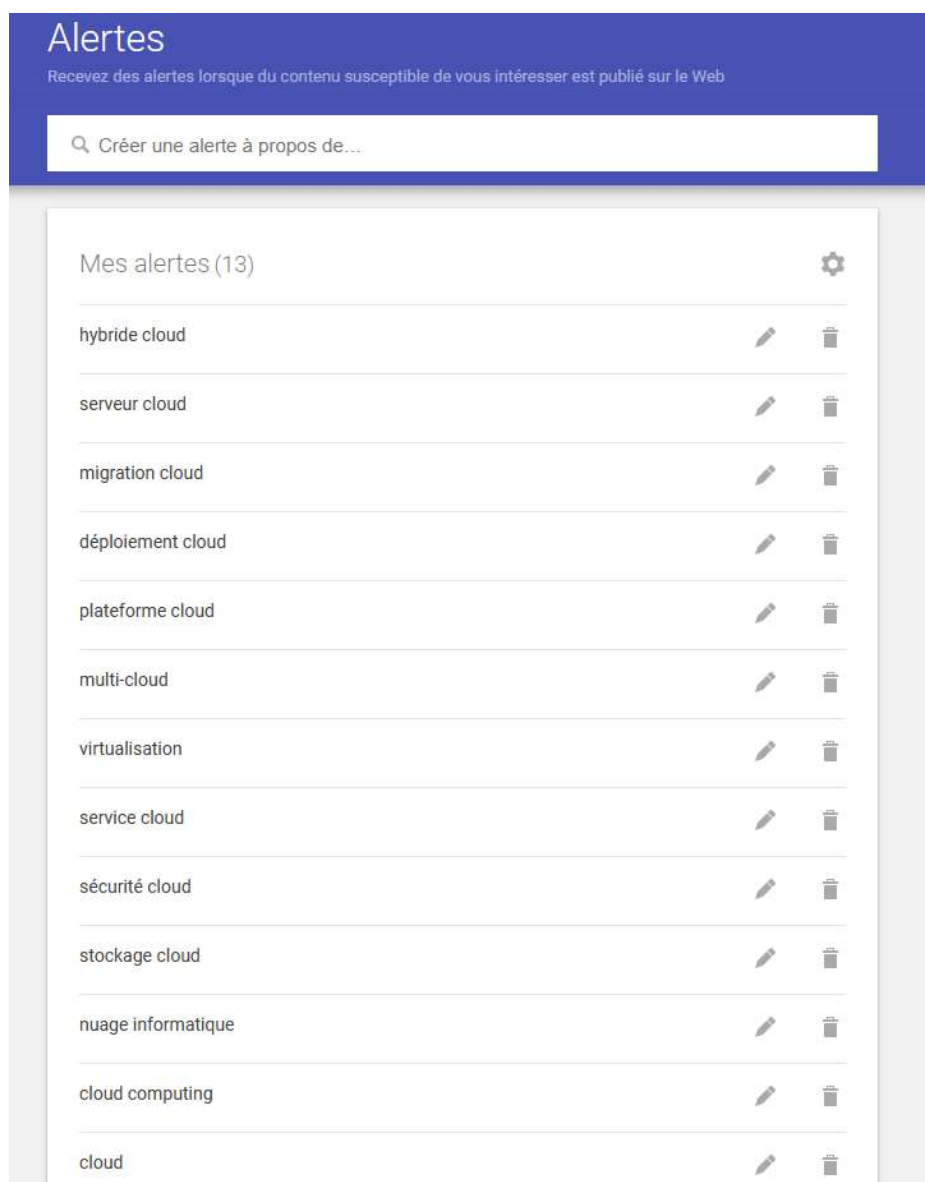 Alertes
Recevez des alertes lorsque du contenu susceptible de vous intéresser est publié sur le Web
Créer une alerte à propos de...
Mes alertes (13)
hybride cloud
serveur cloud
migration cloud
déploiement cloud
plateforme cloud
multi-cloud
virtualisation
service cloud
sécurité cloud
stockage cloud
nuage informatique
cloud computing
cloud